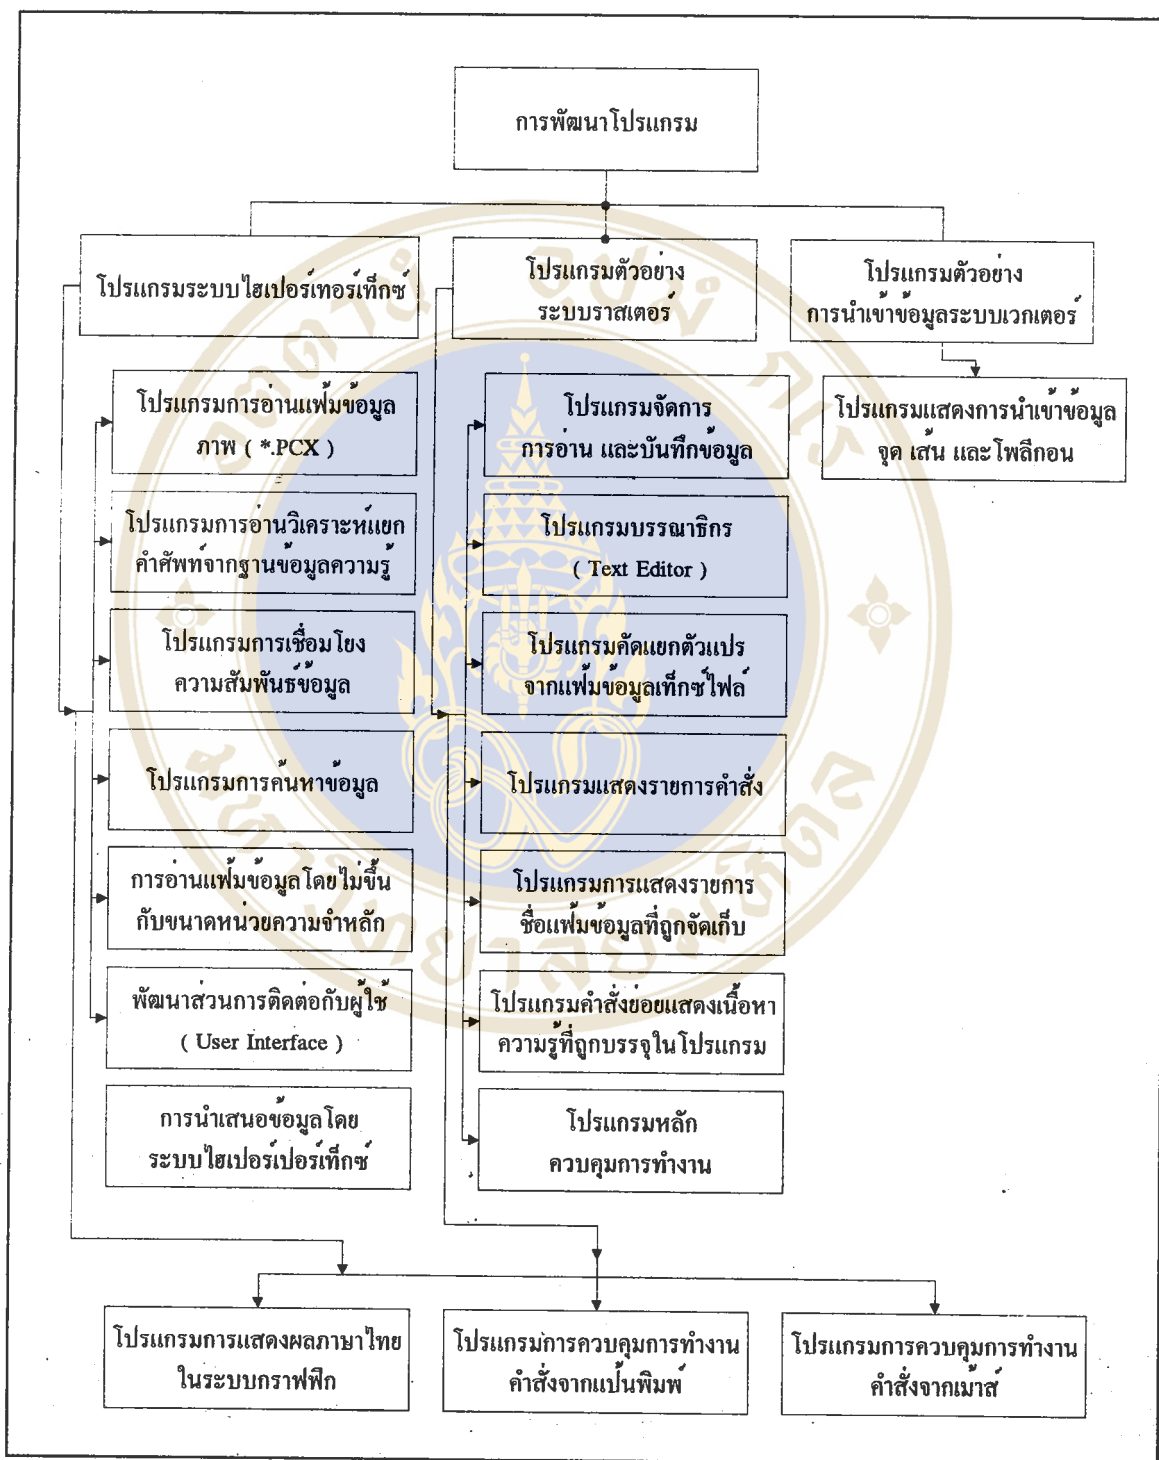 การพัฒนาโปรแกรม
โปรแกรมระบบไฮเปอร์เทอร์เท็กซ์
โปรแกรมตัวอย่าง
ระบบราสเตอร์
โปรแกรมตัวอย่าง
การนำเข้าข้อมูลระบบเวกเตอร์
โปรแกรมการอ่านแฟ้มข้อมูล
ภาพ ( *.PCX )
โปรแกรมการอ่านวิเคราะห์แยก
คำศัพท์จากฐานข้อมูลความรู้
โปรแกรมการเชื่อมโยง
ความสัมพันธ์ข้อมูล
โปรแกรมการค้นหาข้อมูล
การอ่านแฟ้มข้อมูลโดยไม่ขึ้น
กับขนาดหน่วยความจำหลัก
พัฒนาส่วนการติดต่อกับผู้ใช้
( User Interface )
การนำเสนอข้อมูลโดย
ระบบไฮเปอร์เปอร์เท็กซ์
โปรแกรมจัดการ
การอ่าน และบันทึกข้อมูล
โปรแกรมบรรณาธิกร
( Text Editor )
โปรแกรมคัดแยกตัวแปร
จากแฟ้มข้อมูลเท็กซ์ไฟล์
โปรแกรมแสดงรายการคำสั่ง
โปรแกรมการแสดงรายการ
ชื่อแฟ้มข้อมูลที่ถูกจัดเก็บ
โปรแกรมคำสั่งย่อยแสดงเนื้อหา
ความรู้ที่ถูกบรรจุในโปรแกรม
โปรแกรมหลัก
ควบคุมการทำงาน
โปรแกรมแสดงการนำเข้าข้อมูล
จุด เส้น และโพลีกอน
โปรแกรมการแสดงผลภาษาไทย
ในระบบกราฟฟิก
โปรแกรมการควบคุมการทำงาน
คำสั่งจากแป้นพิมพ์
โปรแกรมการควบคุมการทำงาน
คำสั่งจากเม้าส์
อตฺตานํ อุปมํ กเร
มหาวิทยาลัยมหิดล